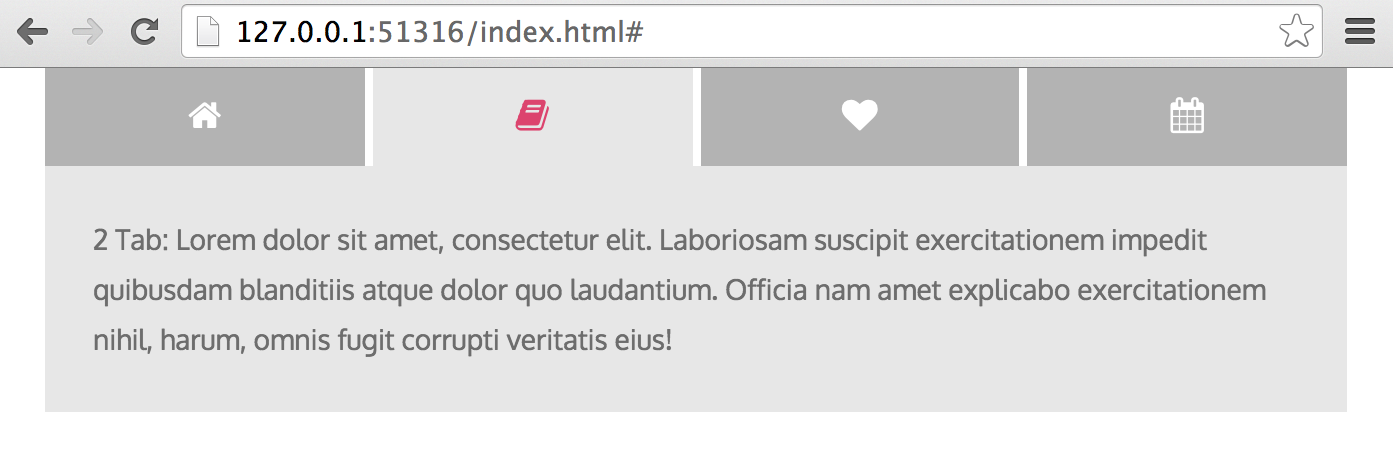 127.0.0.1:51316/index.html#
2 Tab: Lorem dolor sit amet, consectetur elit. Laboriosam suscipit exercitationem impedit
quibusdam blanditiis atque dolor quo laudantium. Officia nam amet explicabo exercitationem
nihil, harum, omnis fugit corrupti veritatis eius!